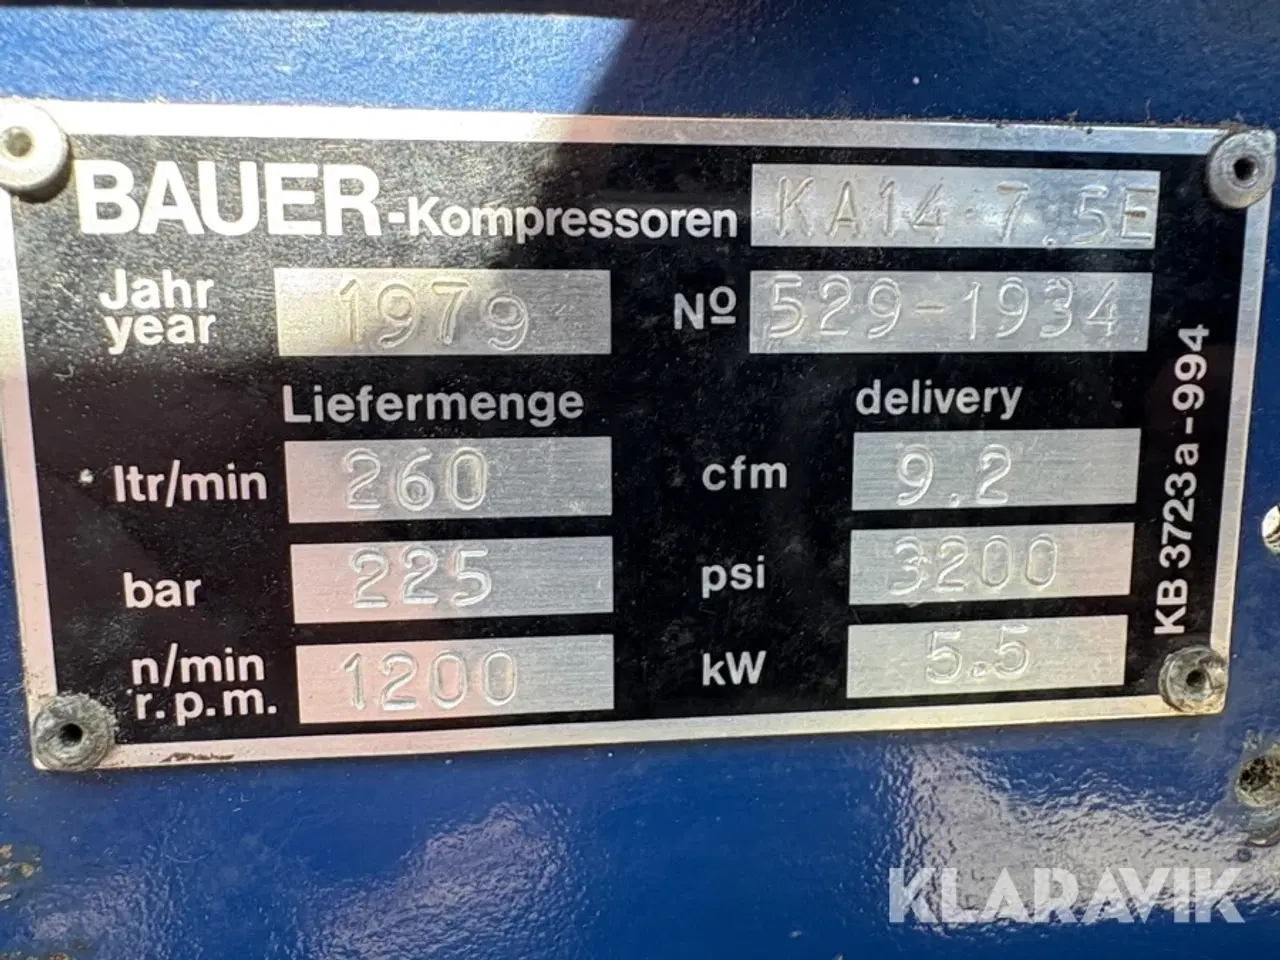 BAUER-Kompressoren KA14-7,5E
Jahr
year 1979 Nº 529-1934
Liefermenge delivery
ltr/min 260 cfm 9.2
bar 225 psi 3200
n/min
r.p.m. 1200 kW 5.5
KB 3723a-994
KLARAVIK